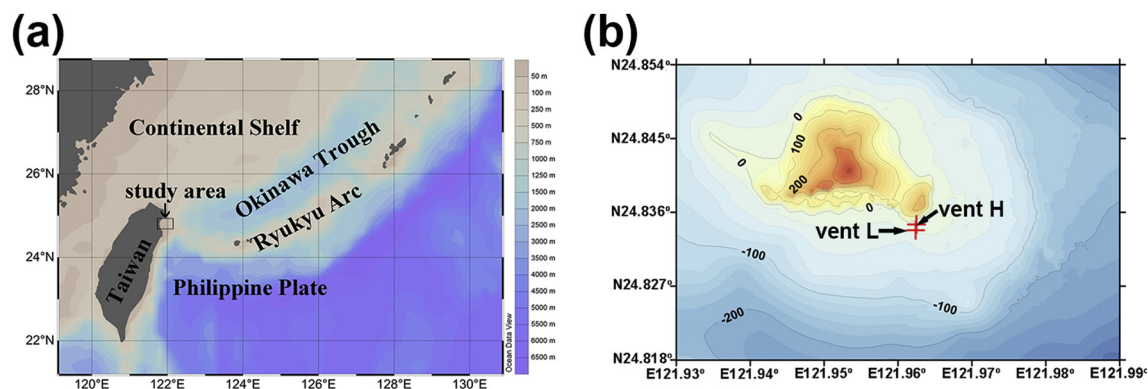 (a)
28°N
26°N
24°N
22°N
120°E
122°E
124°E
126°E
128°E
130°E
Continental Shelf
study area
Okinawa Trough
Ryukyu Arc
Taiwan
Philippine Plate
50 m
100 m
250 m
500 m
750 m
1000 m
1250 m
1500 m
2000 m
2500 m
3000 m
3500 m
4000 m
4500 m
5000 m
5500 m
6000 m
6500 m
Ocean Data View
(b)
N24.854°
N24.845°
N24.836°
N24.827°
N24.818°
E121.93°
E121.94°
E121.95°
E121.96°
E121.97°
E121.98°
E121.99°
0
100
0
200
0
vent H
vent L
-100
-100
-200